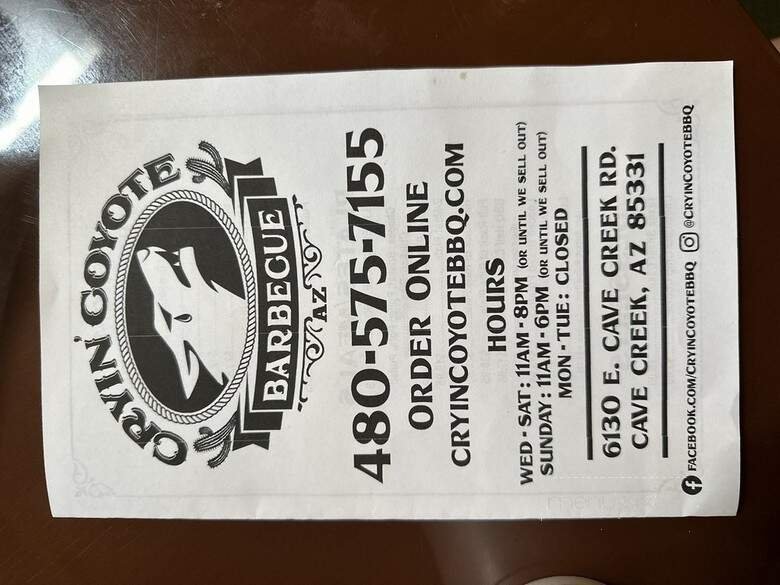 CRYIN' COYOTE
BARBEGUE
AZ
480-575-7155
ORDER ONLINE
CRYINCOYOTEBBQ.COM
HOURS
WED - SAT: 11AM - 8PM (OR UNTIL WE SELL OUT)
SUNDAY: 11AM - 6PM (OR UNTIL WE SELL OUT)
MON - TUE: CLOSED
6130 E. CAVE CREEK RD.
CAVE CREEK, AZ 85331
FACEBOOK.COM/CRYINCOYOTEBBQ @CRYINCOYOTEBBQ